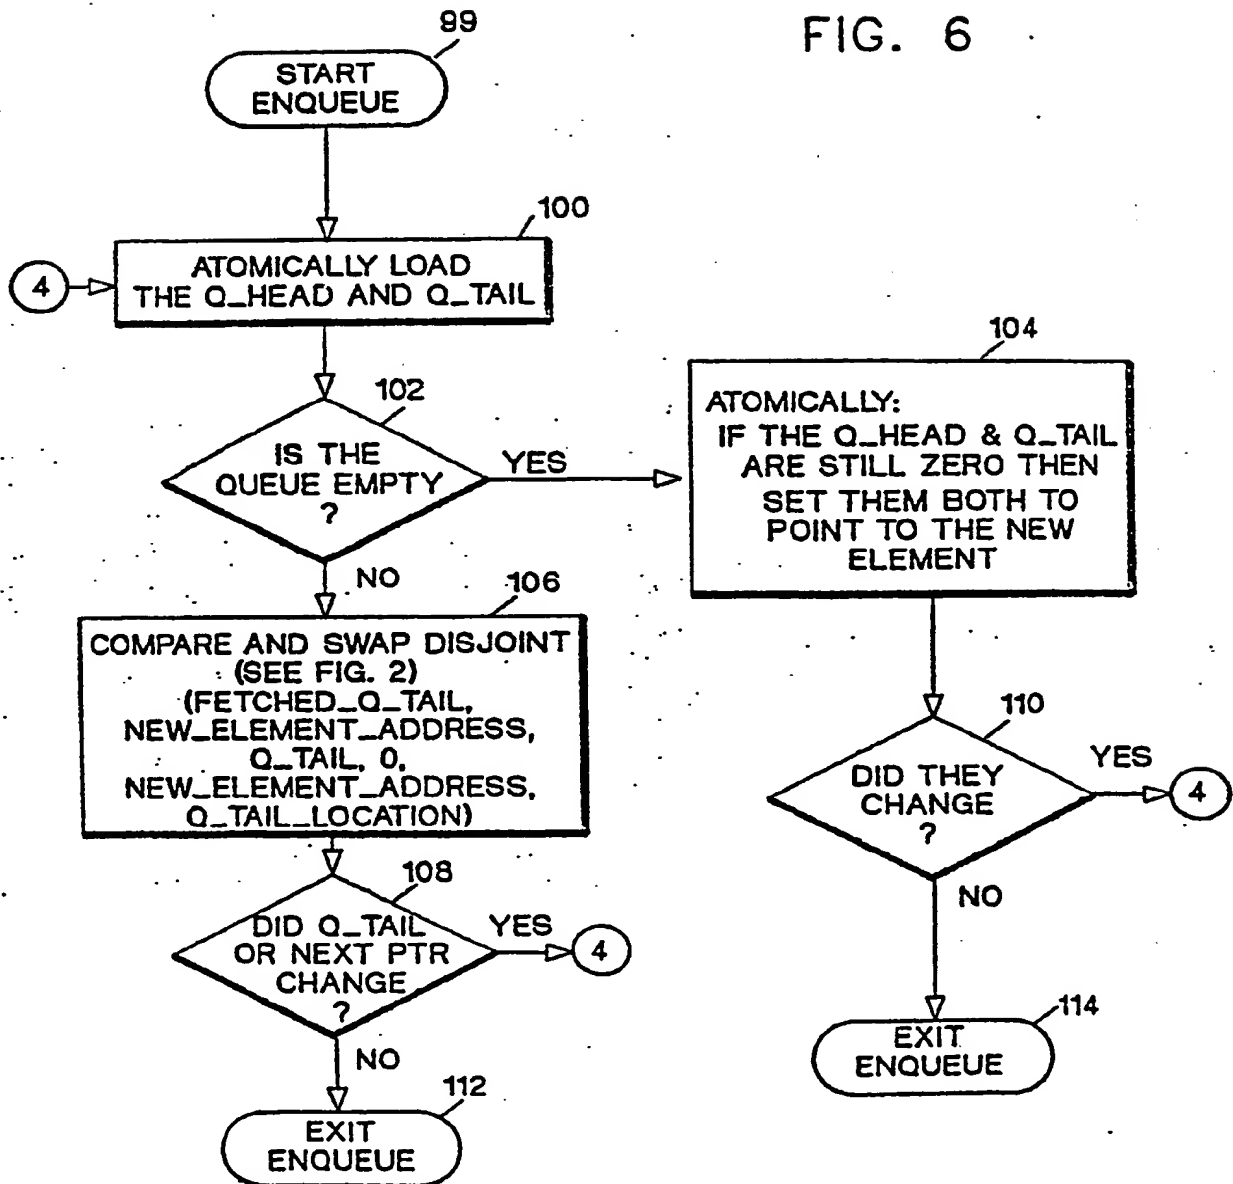 FIG. 6
99
START
ENQUEUE
100
4
ATOMICALLY LOAD
THE Q_HEAD AND Q_TAIL
102
IS THE
QUEUE EMPTY
?
YES
NO
104
ATOMICALLY:
IF THE Q_HEAD & Q_TAIL
ARE STILL ZERO THEN
SET THEM BOTH TO
POINT TO THE NEW
ELEMENT
106
COMPARE AND SWAP DISJOINT
(SEE FIG. 2)
(FETCHED_Q_TAIL,
NEW_ELEMENT_ADDRESS,
Q_TAIL, 0,
NEW_ELEMENT_ADDRESS,
Q_TAIL_LOCATION)
108
DID Q_TAIL
OR NEXT PTR
CHANGE
?
YES
4
NO
112
EXIT
ENQUEUE
110
DID THEY
CHANGE
?
YES
4
NO
114
EXIT
ENQUEUE